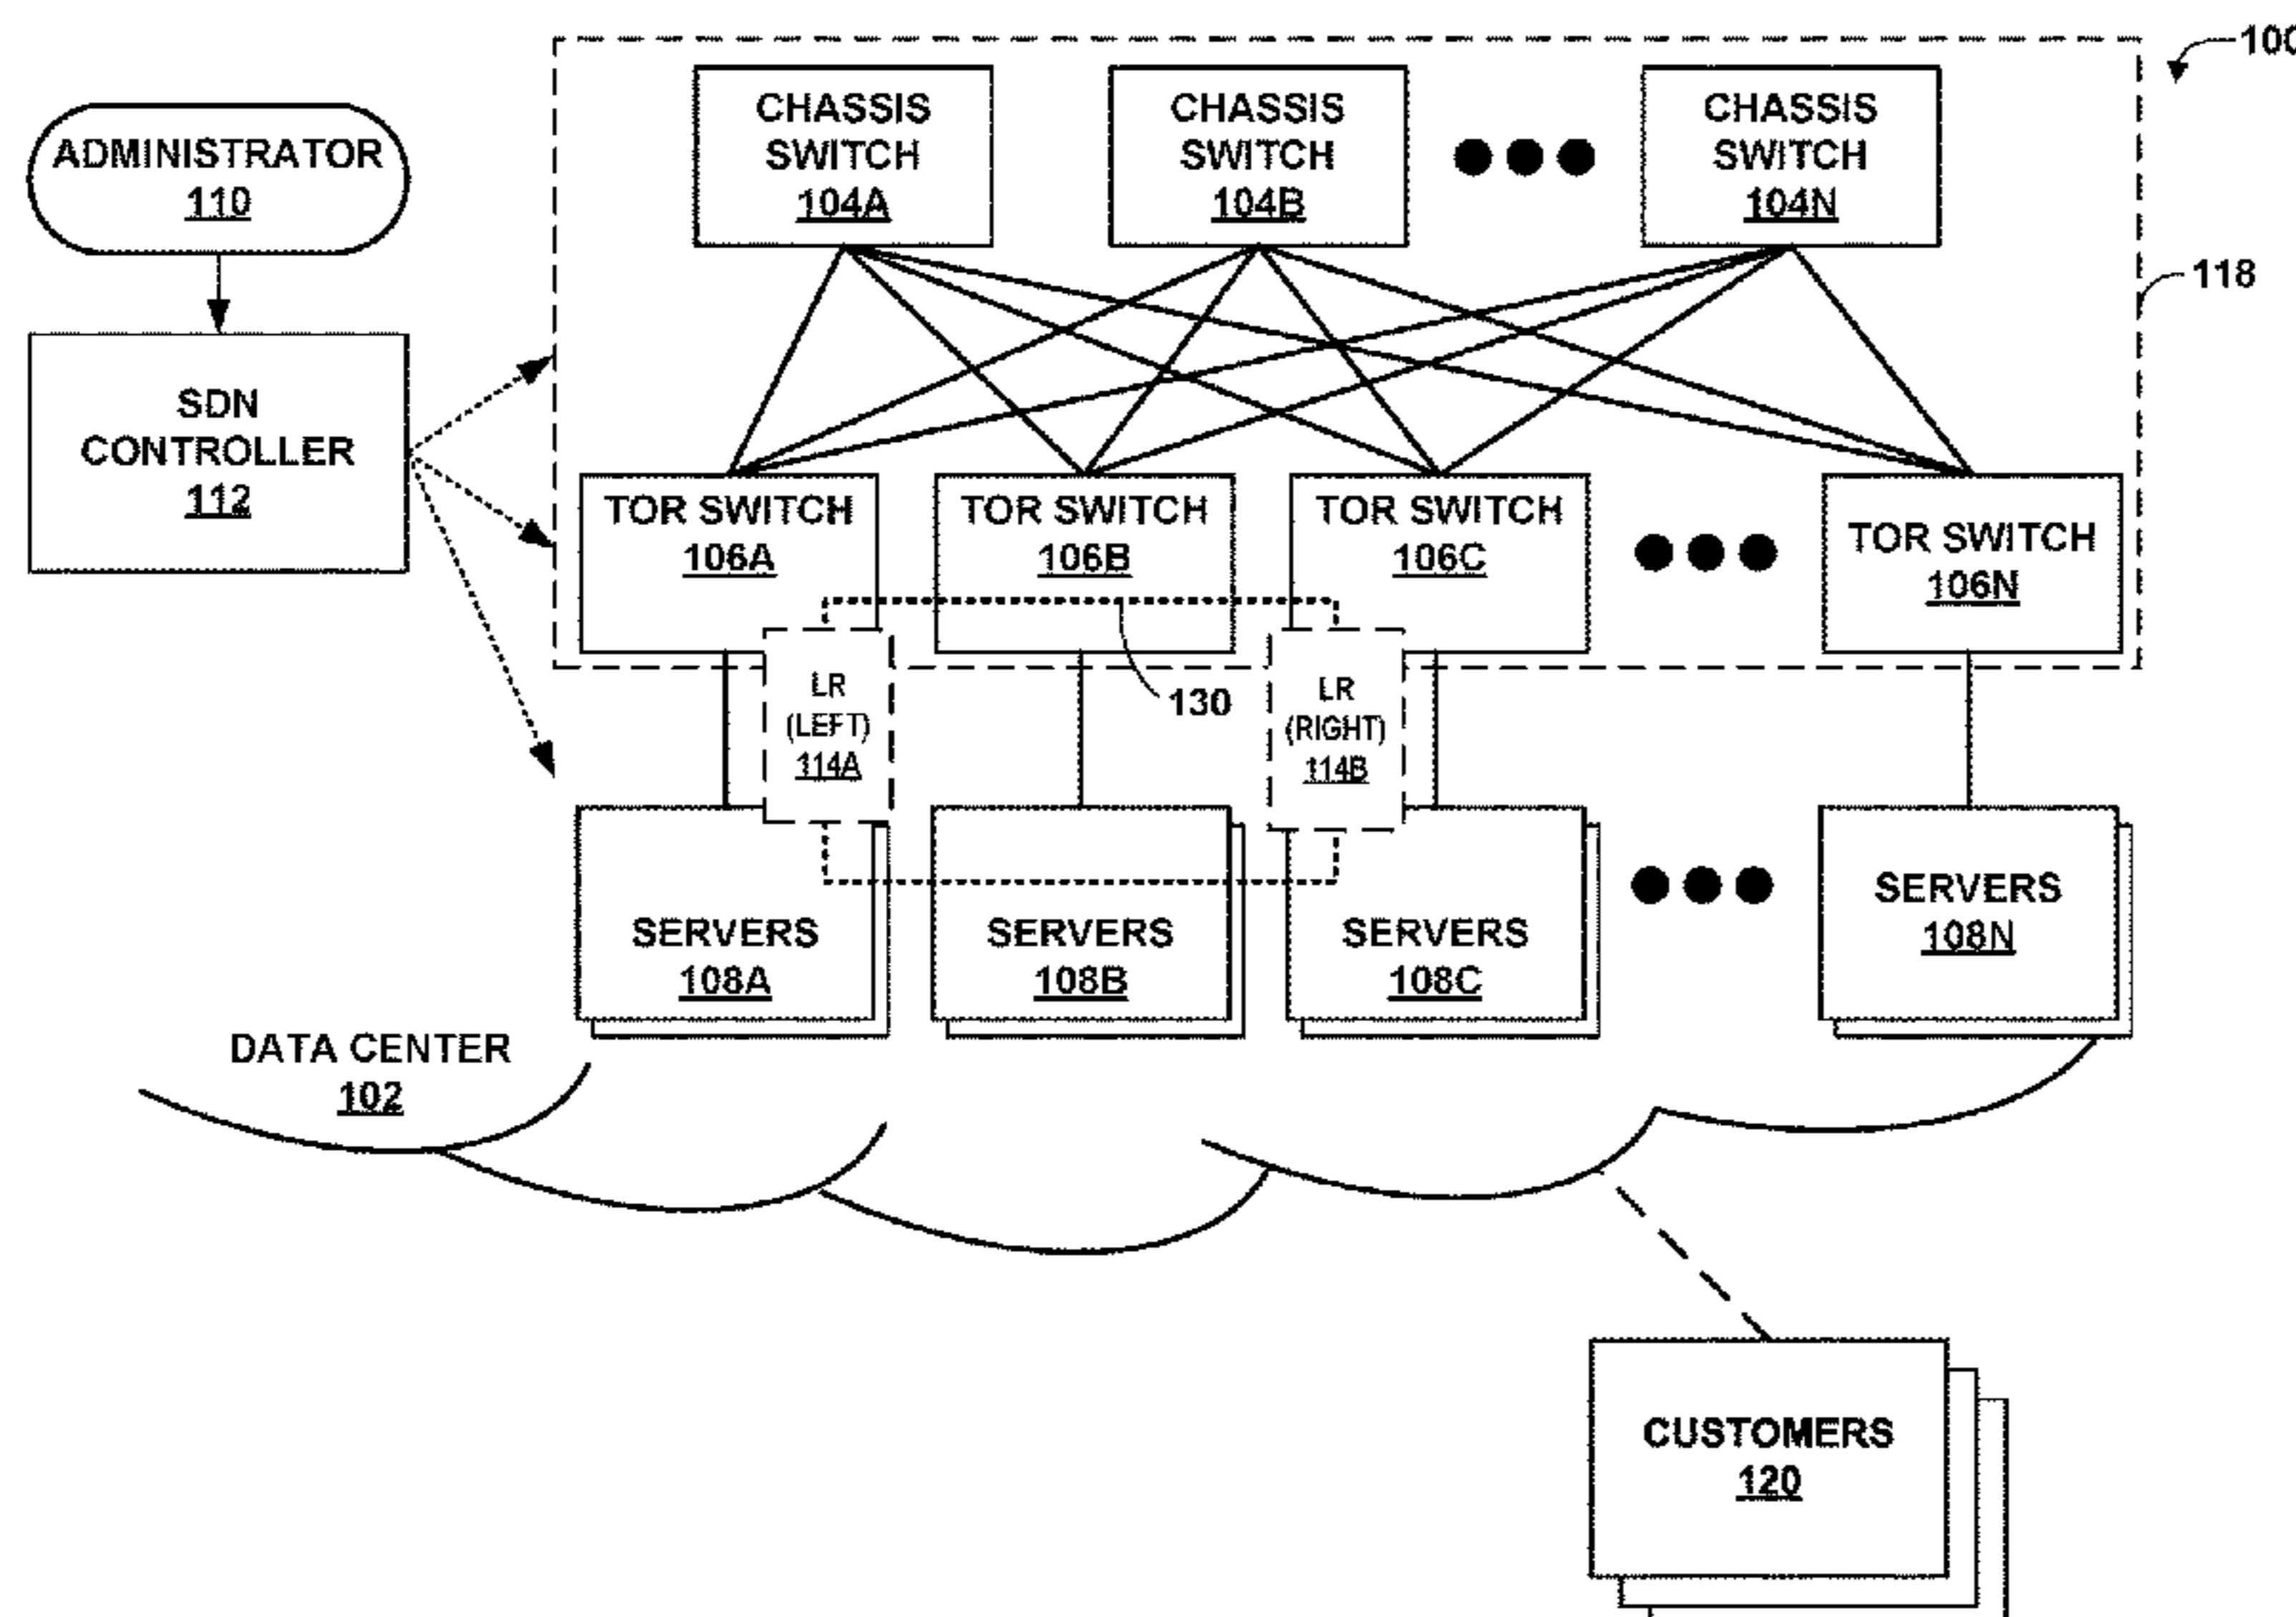 100
CHASSIS
SWITCH
104A
CHASSIS
SWITCH
104B
CHASSIS
SWITCH
104N
ADMINISTRATOR
110
118
SDN
CONTROLLER
112
TOR SWITCH
106A
TOR SWITCH
106B
TOR SWITCH
106C
TOR SWITCH
106N
LR
(LEFT)
114A
130
LR
(RIGHT)
114B
SERVERS
108A
SERVERS
108B
SERVERS
108C
SERVERS
108N
DATA CENTER
102
CUSTOMERS
120